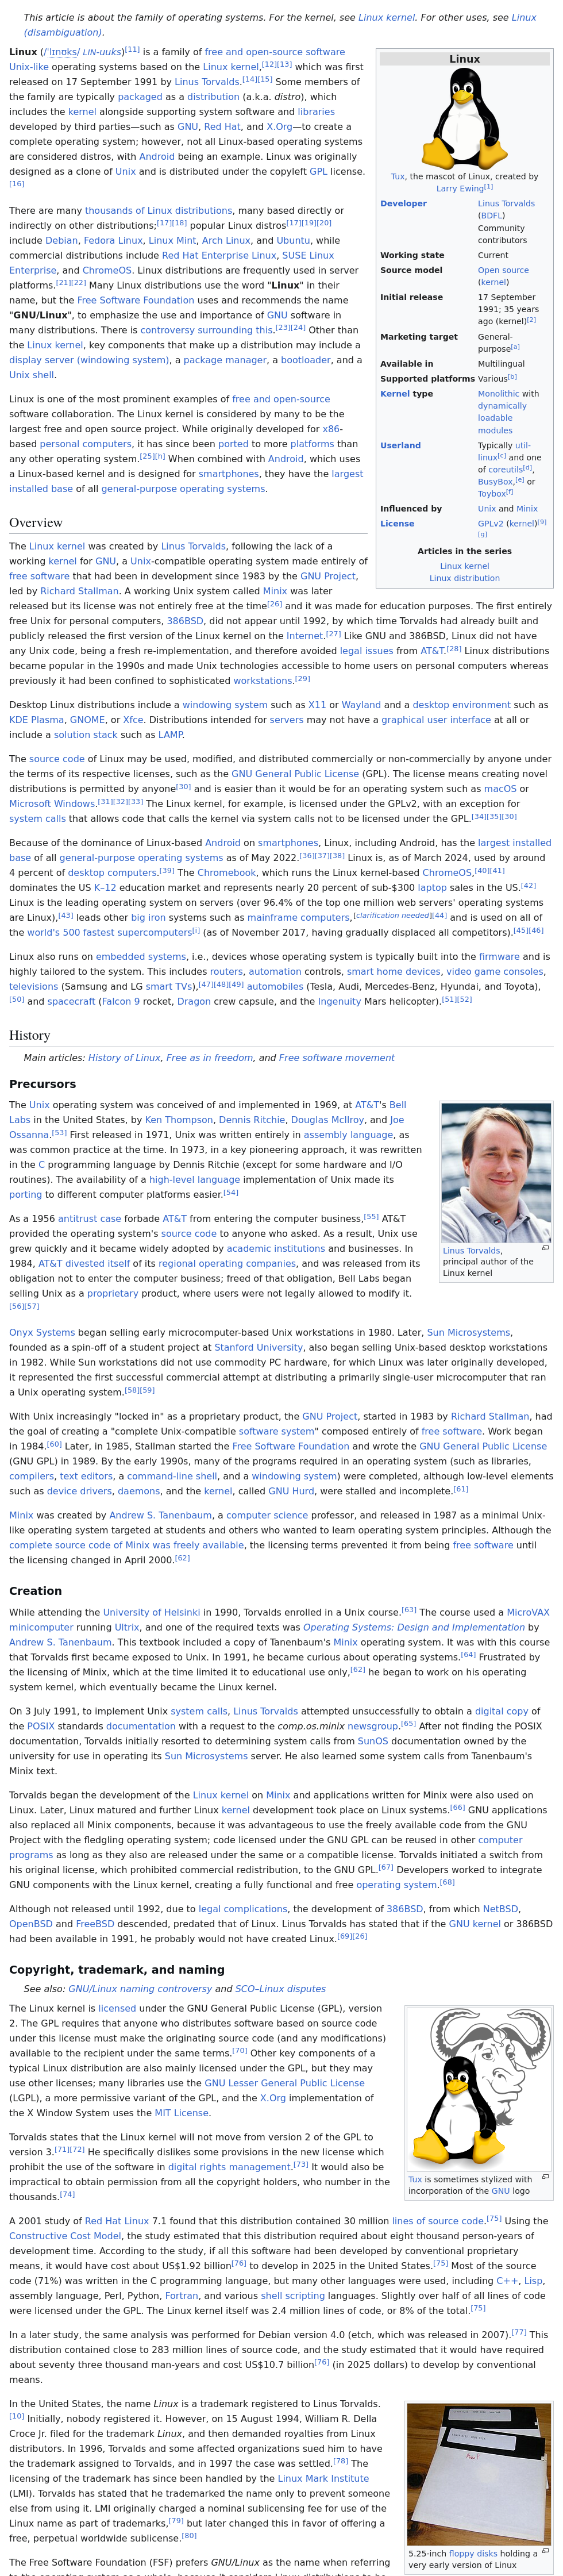 This article is about the family of operating systems. For the kernel, see Linux kernel. For other uses, see Linux
(disambiguation).
Linux (/ˈlɪnʊks/ LIN-uuks)[11] is a family of free and open-source software
Unix-like operating systems based on the Linux kernel,[12][13] which was first
released on 17 September 1991 by Linus Torvalds.[14][15] Some members of
the family are typically packaged as a distribution (a.k.a. distro), which
includes the kernel alongside supporting system software and libraries
developed by third parties—such as GNU, Red Hat, and X.Org—to create a
complete operating system; however, not all Linux-based operating systems
are considered distros, with Android being an example. Linux was originally
designed as a clone of Unix and is distributed under the copyleft GPL license.
[16]
There are many thousands of Linux distributions, many based directly or
indirectly on other distributions;[17][18] popular Linux distros[17][19][20]
include Debian, Fedora Linux, Linux Mint, Arch Linux, and Ubuntu, while
commercial distributions include Red Hat Enterprise Linux, SUSE Linux
Enterprise, and ChromeOS. Linux distributions are frequently used in server
platforms.[21][22] Many Linux distributions use the word "Linux" in their
name, but the Free Software Foundation uses and recommends the name
"GNU/Linux", to emphasize the use and importance of GNU software in
many distributions. There is controversy surrounding this.[23][24] Other than
the Linux kernel, key components that make up a distribution may include a
display server (windowing system), a package manager, a bootloader, and a
Unix shell.
Linux is one of the most prominent examples of free and open-source
software collaboration. The Linux kernel is considered by many to be the
largest free and open source project. While originally developed for x86-
based personal computers, it has since been ported to more platforms than
any other operating system.[25][h] When combined with Android, which uses
a Linux-based kernel and is designed for smartphones, they have the largest
installed base of all general-purpose operating systems.
Linux
Tux, the mascot of Linux, created by
Larry Ewing[1]
Developer Linus Torvalds
(BDFL)
Community
contributors
Working state Current
Source model Open source
(kernel)
Initial release 17 September
1991; 35 years
ago (kernel)[2]
Marketing target General-
purpose[a]
Available in Multilingual
Supported platforms Various[b]
Kernel type Monolithic with
dynamically
loadable
modules
Userland Typically util-
linux[c] and one
of coreutils[d],
BusyBox,[e] or
Toybox[f]
Influenced by Unix and Minix
License GPLv2 (kernel)[9]
[g]
Articles in the series
Linux kernel
Linux distribution
Overview
The Linux kernel was created by Linus Torvalds, following the lack of a
working kernel for GNU, a Unix-compatible operating system made entirely of
free software that had been in development since 1983 by the GNU Project,
led by Richard Stallman. A working Unix system called Minix was later
released but its license was not entirely free at the time[26] and it was made for education purposes. The first entirely
free Unix for personal computers, 386BSD, did not appear until 1992, by which time Torvalds had already built and
publicly released the first version of the Linux kernel on the Internet.[27] Like GNU and 386BSD, Linux did not have
any Unix code, being a fresh re-implementation, and therefore avoided legal issues from AT&T.[28] Linux distributions
became popular in the 1990s and made Unix technologies accessible to home users on personal computers whereas
previously it had been confined to sophisticated workstations.[29]
Desktop Linux distributions include a windowing system such as X11 or Wayland and a desktop environment such as
KDE Plasma, GNOME, or Xfce. Distributions intended for servers may not have a graphical user interface at all or
include a solution stack such as LAMP.
The source code of Linux may be used, modified, and distributed commercially or non-commercially by anyone under
the terms of its respective licenses, such as the GNU General Public License (GPL). The license means creating novel
distributions is permitted by anyone[30] and is easier than it would be for an operating system such as macOS or
Microsoft Windows.[31][32][33] The Linux kernel, for example, is licensed under the GPLv2, with an exception for
system calls that allows code that calls the kernel via system calls not to be licensed under the GPL.[34][35][30]
Because of the dominance of Linux-based Android on smartphones, Linux, including Android, has the largest installed
base of all general-purpose operating systems as of May 2022.[36][37][38] Linux is, as of March 2024, used by around
4 percent of desktop computers.[39] The Chromebook, which runs the Linux kernel-based ChromeOS,[40][41]
dominates the US K–12 education market and represents nearly 20 percent of sub-$300 laptop sales in the US.[42]
Linux is the leading operating system on servers (over 96.4% of the top one million web servers' operating systems
are Linux),[43] leads other big iron systems such as mainframe computers,[clarification needed][44] and is used on all of
the world's 500 fastest supercomputers[i] (as of November 2017, having gradually displaced all competitors).[45][46]
Linux also runs on embedded systems, i.e., devices whose operating system is typically built into the firmware and is
highly tailored to the system. This includes routers, automation controls, smart home devices, video game consoles,
televisions (Samsung and LG smart TVs),[47][48][49] automobiles (Tesla, Audi, Mercedes-Benz, Hyundai, and Toyota),
[50] and spacecraft (Falcon 9 rocket, Dragon crew capsule, and the Ingenuity Mars helicopter).[51][52]
History
Main articles: History of Linux, Free as in freedom, and Free software movement
Precursors
The Unix operating system was conceived of and implemented in 1969, at AT&T's Bell
Labs in the United States, by Ken Thompson, Dennis Ritchie, Douglas McIlroy, and Joe
Ossanna.[53] First released in 1971, Unix was written entirely in assembly language, as
was common practice at the time. In 1973, in a key pioneering approach, it was rewritten
in the C programming language by Dennis Ritchie (except for some hardware and I/O
routines). The availability of a high-level language implementation of Unix made its
porting to different computer platforms easier.[54]
As a 1956 antitrust case forbade AT&T from entering the computer business,[55] AT&T
provided the operating system's source code to anyone who asked. As a result, Unix use
grew quickly and it became widely adopted by academic institutions and businesses. In
1984, AT&T divested itself of its regional operating companies, and was released from its
obligation not to enter the computer business; freed of that obligation, Bell Labs began
selling Unix as a proprietary product, where users were not legally allowed to modify it.
[56][57]
Linus Torvalds,
principal author of the
Linux kernel
Onyx Systems began selling early microcomputer-based Unix workstations in 1980. Later, Sun Microsystems,
founded as a spin-off of a student project at Stanford University, also began selling Unix-based desktop workstations
in 1982. While Sun workstations did not use commodity PC hardware, for which Linux was later originally developed,
it represented the first successful commercial attempt at distributing a primarily single-user microcomputer that ran
a Unix operating system.[58][59]
With Unix increasingly "locked in" as a proprietary product, the GNU Project, started in 1983 by Richard Stallman, had
the goal of creating a "complete Unix-compatible software system" composed entirely of free software. Work began
in 1984.[60] Later, in 1985, Stallman started the Free Software Foundation and wrote the GNU General Public License
(GNU GPL) in 1989. By the early 1990s, many of the programs required in an operating system (such as libraries,
compilers, text editors, a command-line shell, and a windowing system) were completed, although low-level elements
such as device drivers, daemons, and the kernel, called GNU Hurd, were stalled and incomplete.[61]
Minix was created by Andrew S. Tanenbaum, a computer science professor, and released in 1987 as a minimal Unix-
like operating system targeted at students and others who wanted to learn operating system principles. Although the
complete source code of Minix was freely available, the licensing terms prevented it from being free software until
the licensing changed in April 2000.[62]
Creation
While attending the University of Helsinki in 1990, Torvalds enrolled in a Unix course.[63] The course used a MicroVAX
minicomputer running Ultrix, and one of the required texts was Operating Systems: Design and Implementation by
Andrew S. Tanenbaum. This textbook included a copy of Tanenbaum's Minix operating system. It was with this course
that Torvalds first became exposed to Unix. In 1991, he became curious about operating systems.[64] Frustrated by
the licensing of Minix, which at the time limited it to educational use only,[62] he began to work on his operating
system kernel, which eventually became the Linux kernel.
On 3 July 1991, to implement Unix system calls, Linus Torvalds attempted unsuccessfully to obtain a digital copy of
the POSIX standards documentation with a request to the comp.os.minix newsgroup.[65] After not finding the POSIX
documentation, Torvalds initially resorted to determining system calls from SunOS documentation owned by the
university for use in operating its Sun Microsystems server. He also learned some system calls from Tanenbaum's
Minix text.
Torvalds began the development of the Linux kernel on Minix and applications written for Minix were also used on
Linux. Later, Linux matured and further Linux kernel development took place on Linux systems.[66] GNU applications
also replaced all Minix components, because it was advantageous to use the freely available code from the GNU
Project with the fledgling operating system; code licensed under the GNU GPL can be reused in other computer
programs as long as they also are released under the same or a compatible license. Torvalds initiated a switch from
his original license, which prohibited commercial redistribution, to the GNU GPL.[67] Developers worked to integrate
GNU components with the Linux kernel, creating a fully functional and free operating system.[68]
Although not released until 1992, due to legal complications, the development of 386BSD, from which NetBSD,
OpenBSD and FreeBSD descended, predated that of Linux. Linus Torvalds has stated that if the GNU kernel or 386BSD
had been available in 1991, he probably would not have created Linux.[69][26]
Copyright, trademark, and naming
See also: GNU/Linux naming controversy and SCO–Linux disputes
The Linux kernel is licensed under the GNU General Public License (GPL), version
2. The GPL requires that anyone who distributes software based on source code
under this license must make the originating source code (and any modifications)
available to the recipient under the same terms.[70] Other key components of a
typical Linux distribution are also mainly licensed under the GPL, but they may
use other licenses; many libraries use the GNU Lesser General Public License
(LGPL), a more permissive variant of the GPL, and the X.Org implementation of
the X Window System uses the MIT License.
Torvalds states that the Linux kernel will not move from version 2 of the GPL to
version 3.[71][72] He specifically dislikes some provisions in the new license which
prohibit the use of the software in digital rights management.[73] It would also be
impractical to obtain permission from all the copyright holders, who number in the
thousands.[74]
Tux is sometimes stylized with
incorporation of the GNU logo
A 2001 study of Red Hat Linux 7.1 found that this distribution contained 30 million lines of source code.[75] Using the
Constructive Cost Model, the study estimated that this distribution required about eight thousand person-years of
development time. According to the study, if all this software had been developed by conventional proprietary
means, it would have cost about US$1.92 billion[76] to develop in 2025 in the United States.[75] Most of the source
code (71%) was written in the C programming language, but many other languages were used, including C++, Lisp,
assembly language, Perl, Python, Fortran, and various shell scripting languages. Slightly over half of all lines of code
were licensed under the GPL. The Linux kernel itself was 2.4 million lines of code, or 8% of the total.[75]
In a later study, the same analysis was performed for Debian version 4.0 (etch, which was released in 2007).[77] This
distribution contained close to 283 million lines of source code, and the study estimated that it would have required
about seventy three thousand man-years and cost US$10.7 billion[76] (in 2025 dollars) to develop by conventional
means.
In the United States, the name Linux is a trademark registered to Linus Torvalds.
[10] Initially, nobody registered it. However, on 15 August 1994, William R. Della
Croce Jr. filed for the trademark Linux, and then demanded royalties from Linux
distributors. In 1996, Torvalds and some affected organizations sued him to have
the trademark assigned to Torvalds, and in 1997 the case was settled.[78] The
licensing of the trademark has since been handled by the Linux Mark Institute
(LMI). Torvalds has stated that he trademarked the name only to prevent someone
else from using it. LMI originally charged a nominal sublicensing fee for use of the
Linux name as part of trademarks,[79] but later changed this in favor of offering a
free, perpetual worldwide sublicense.[80]
5.25-inch floppy disks holding a
very early version of Linux
The Free Software Foundation (FSF) prefers GNU/Linux as the name when referring